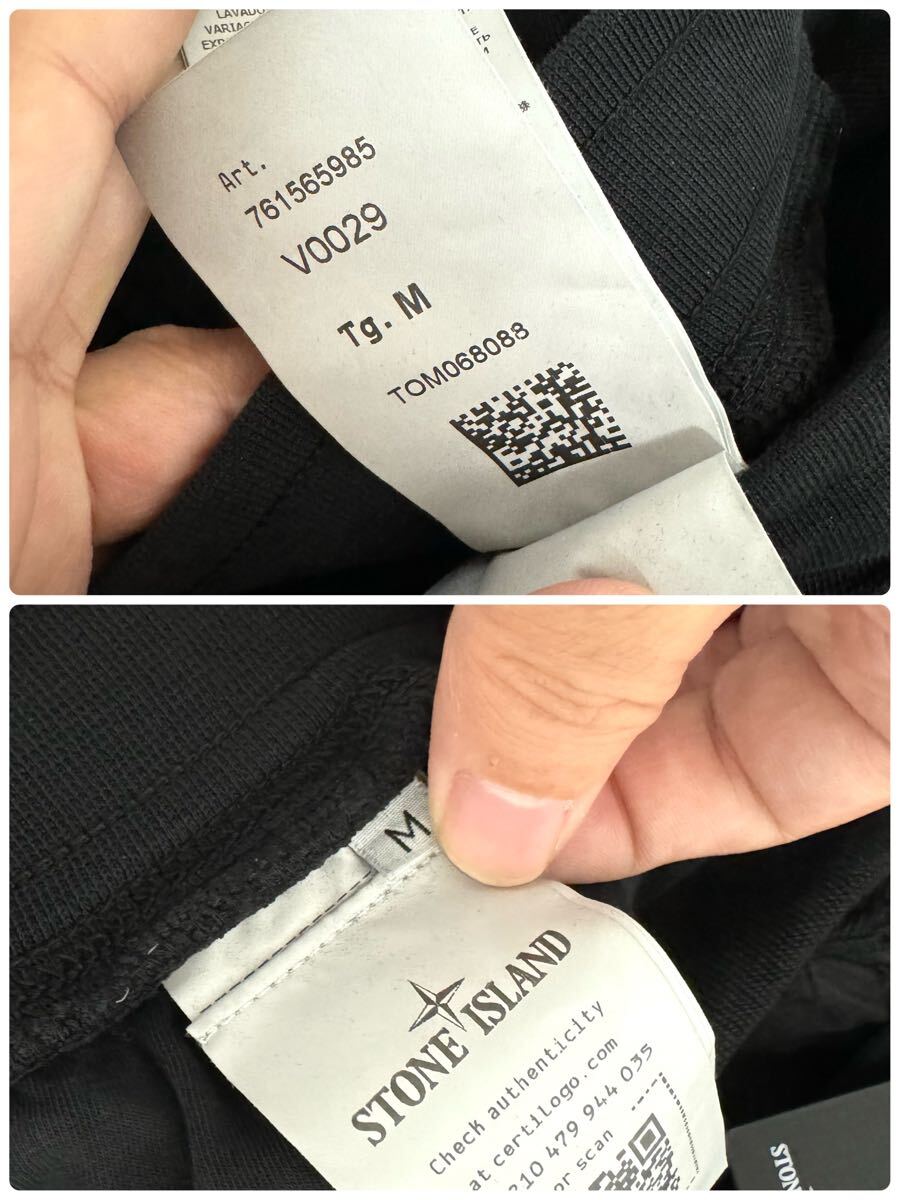 LAVADO
VARIAC
EXP
Art.
761565985
V0029
Tg. M
TOM068088
M
STONE ISLAND
Check authenticity
at certilogo.com
210 479 944 035
or scan
STON